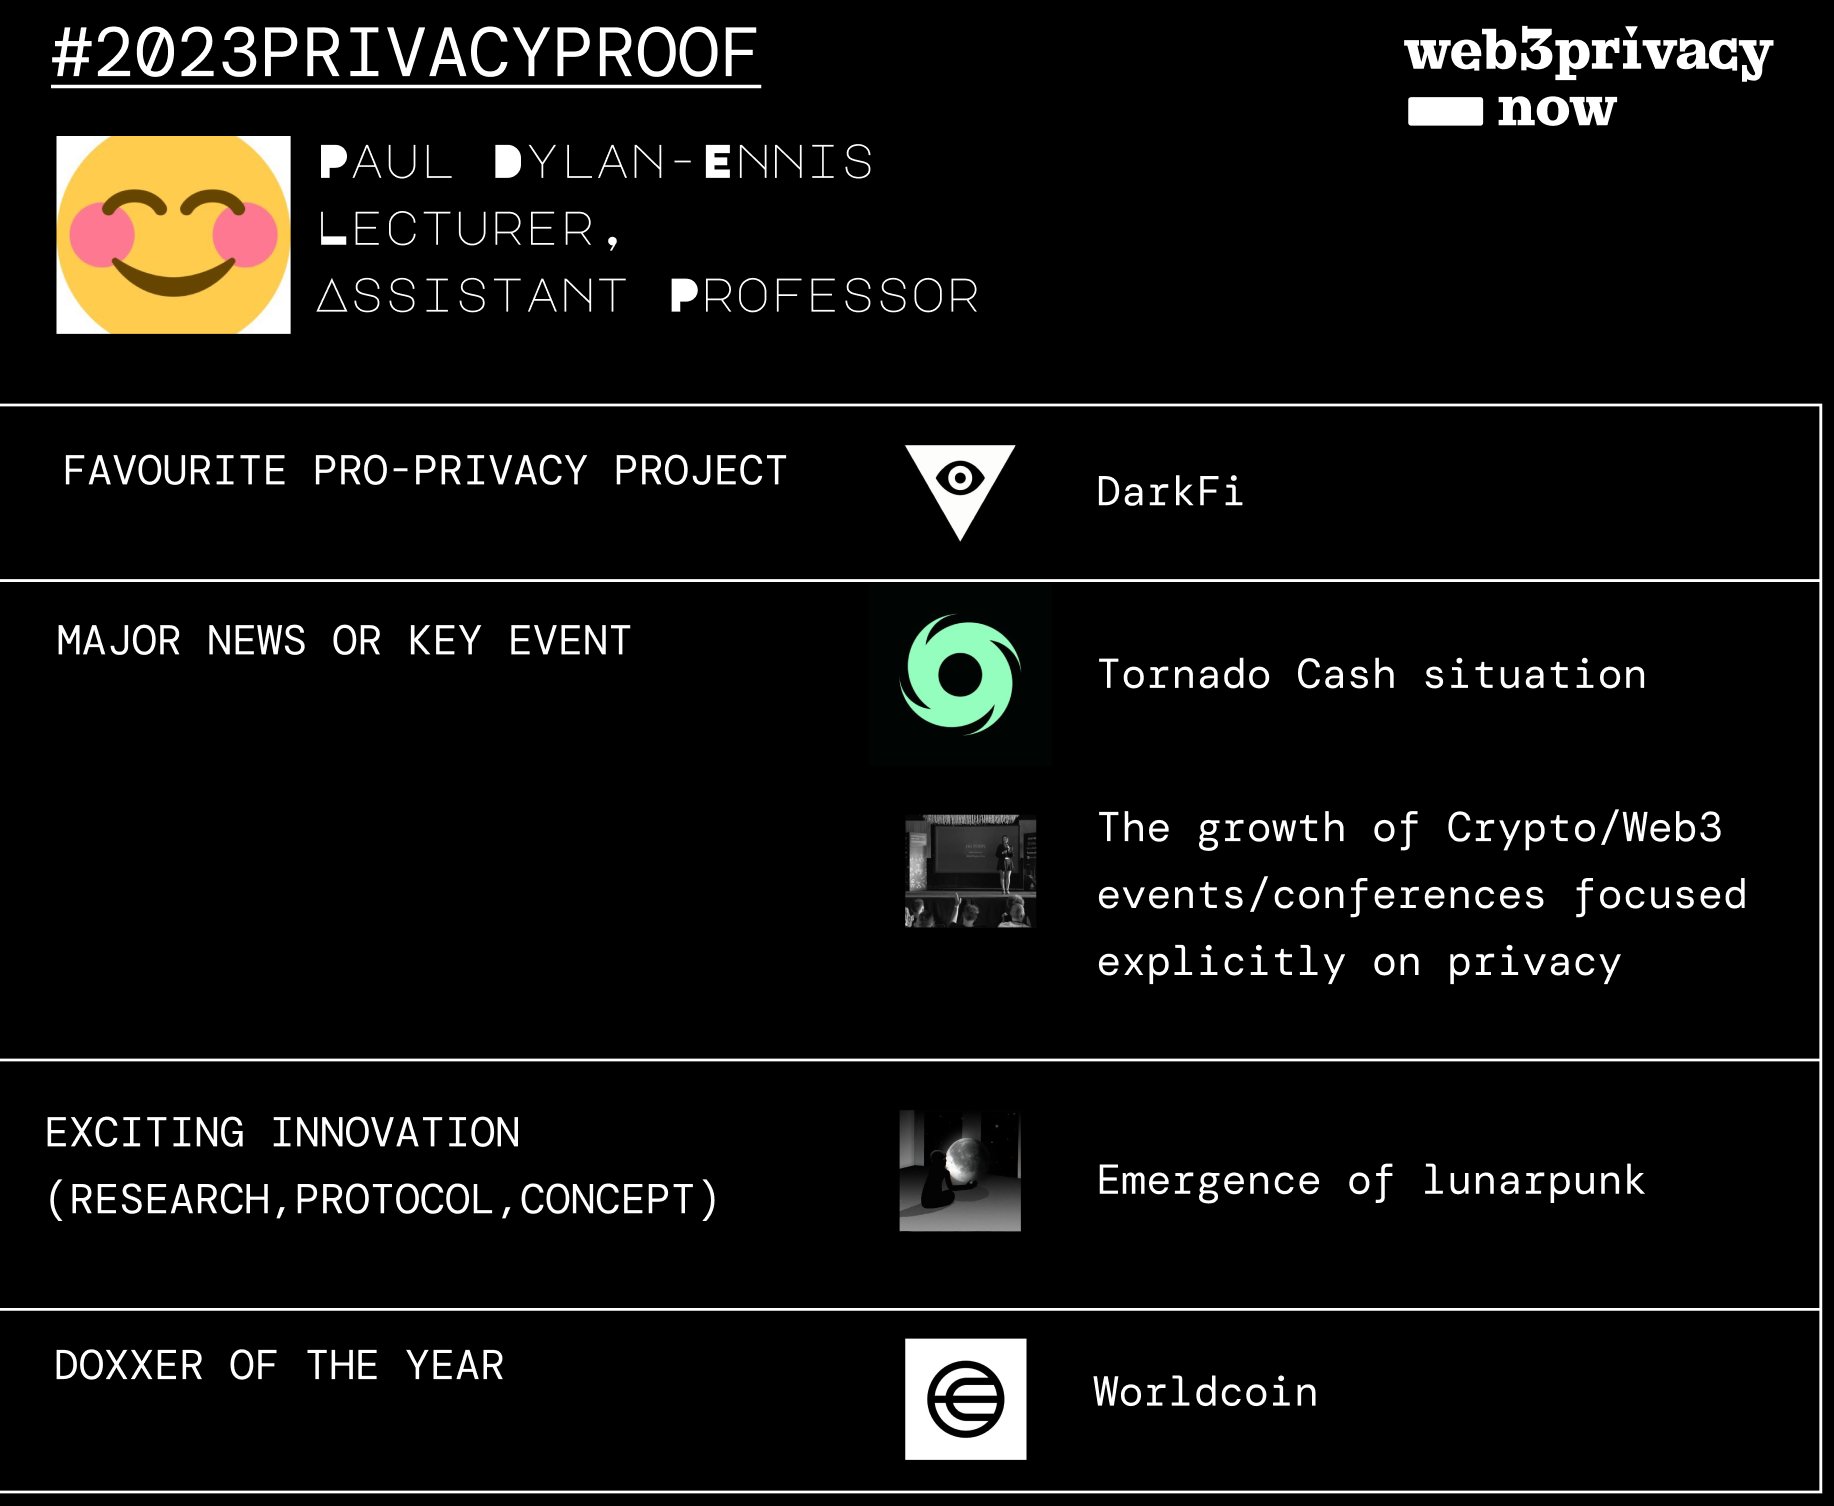 #2023PRIVACYPROOF
web3privacy
now
PAUL DYLAN-ENNIS
LECTURER,
ASSISTANT PROFESSOR
FAVOURITE PRO-PRIVACY PROJECT
DarkFi
MAJOR NEWS OR KEY EVENT
Tornado Cash situation
The growth of Crypto/Web3
events/conferences focused
explicitly on privacy
EXCITING INNOVATION
(RESEARCH,PROTOCOL,CONCEPT)
Emergence of lunarpunk
DOXXER OF THE YEAR
Worldcoin